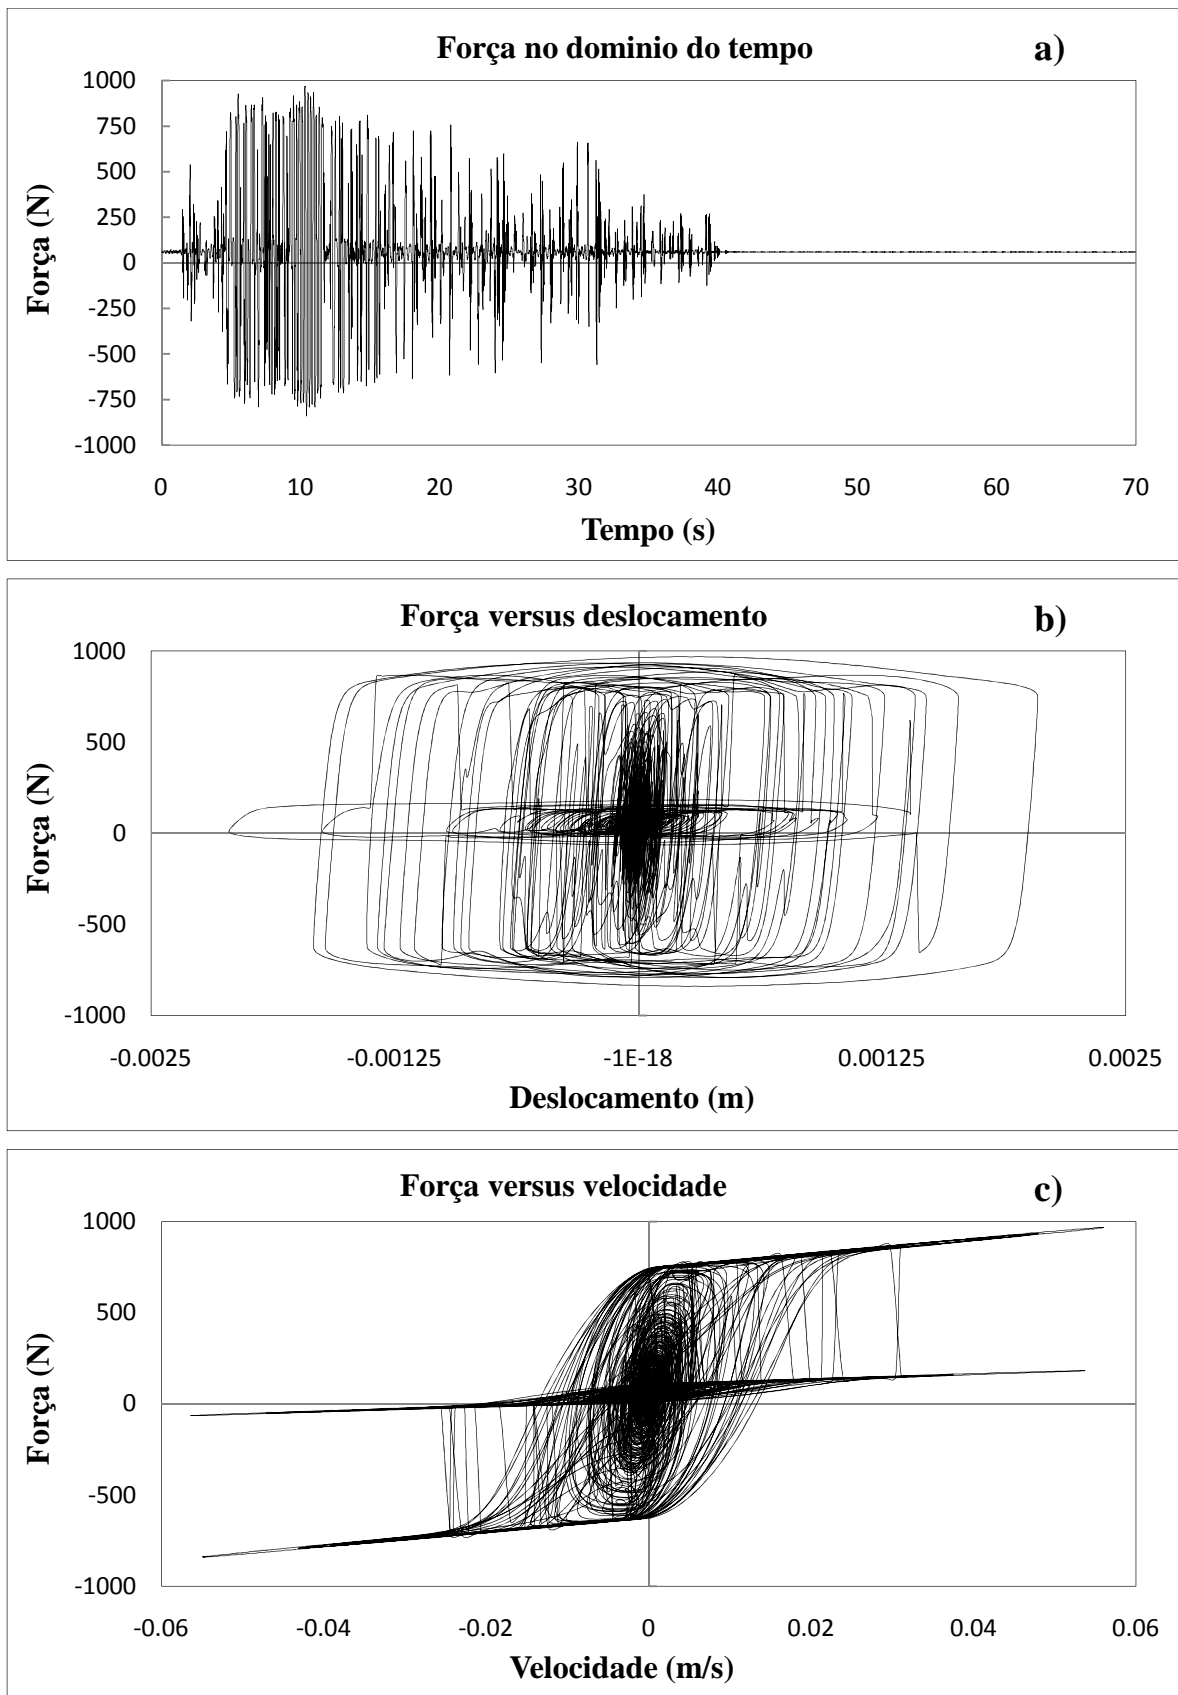 Força no dominio do tempo
a)
1000
750
500
250
0
-250
-500
-750
-1000
Força (N)
0 10 20 30 40 50 60 70
Tempo (s)
Força versus deslocamento
b)
1000
500
0
-500
-1000
Força (N)
-0.0025 -0.00125 -1E-18 0.00125 0.0025
Deslocamento (m)
Força versus velocidade
c)
1000
500
0
-500
-1000
Força (N)
-0.06 -0.04 -0.02 0 0.02 0.04 0.06
Velocidade (m/s)